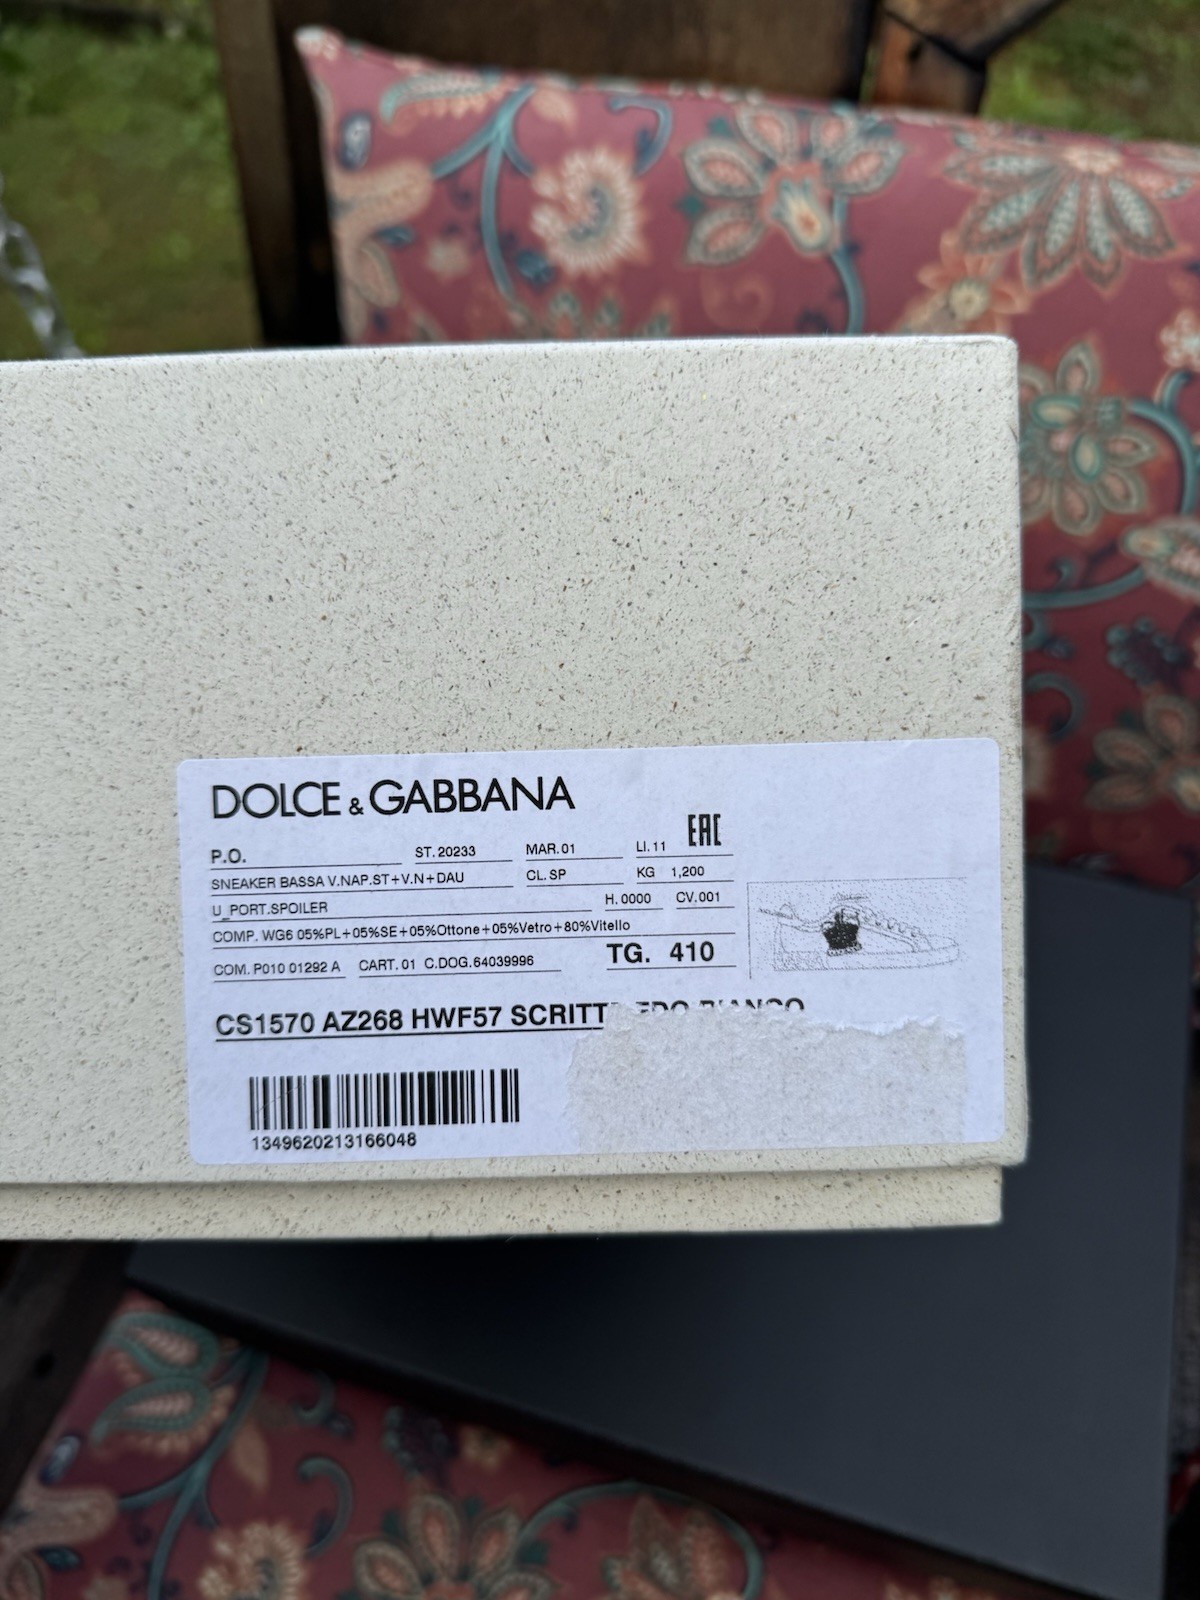 DOLCE & GABBANA
P.O. ST. 20233 MAR. 01 LI. 11 EAC
SNEAKER BASSA V.NAP.ST+V.N+DAU CL. SP KG 1,200
U_PORT.SPOILER H. 0000 CV. 001
COMP. WG6 05%PL+05%SE+05%Ottone+05%Vetro+80%Vitello
COM. P010 01292 A CART. 01 C.DOG. 64039996 TG. 410
CS1570 AZ268 HWF57 BIANCO
1349620213166048